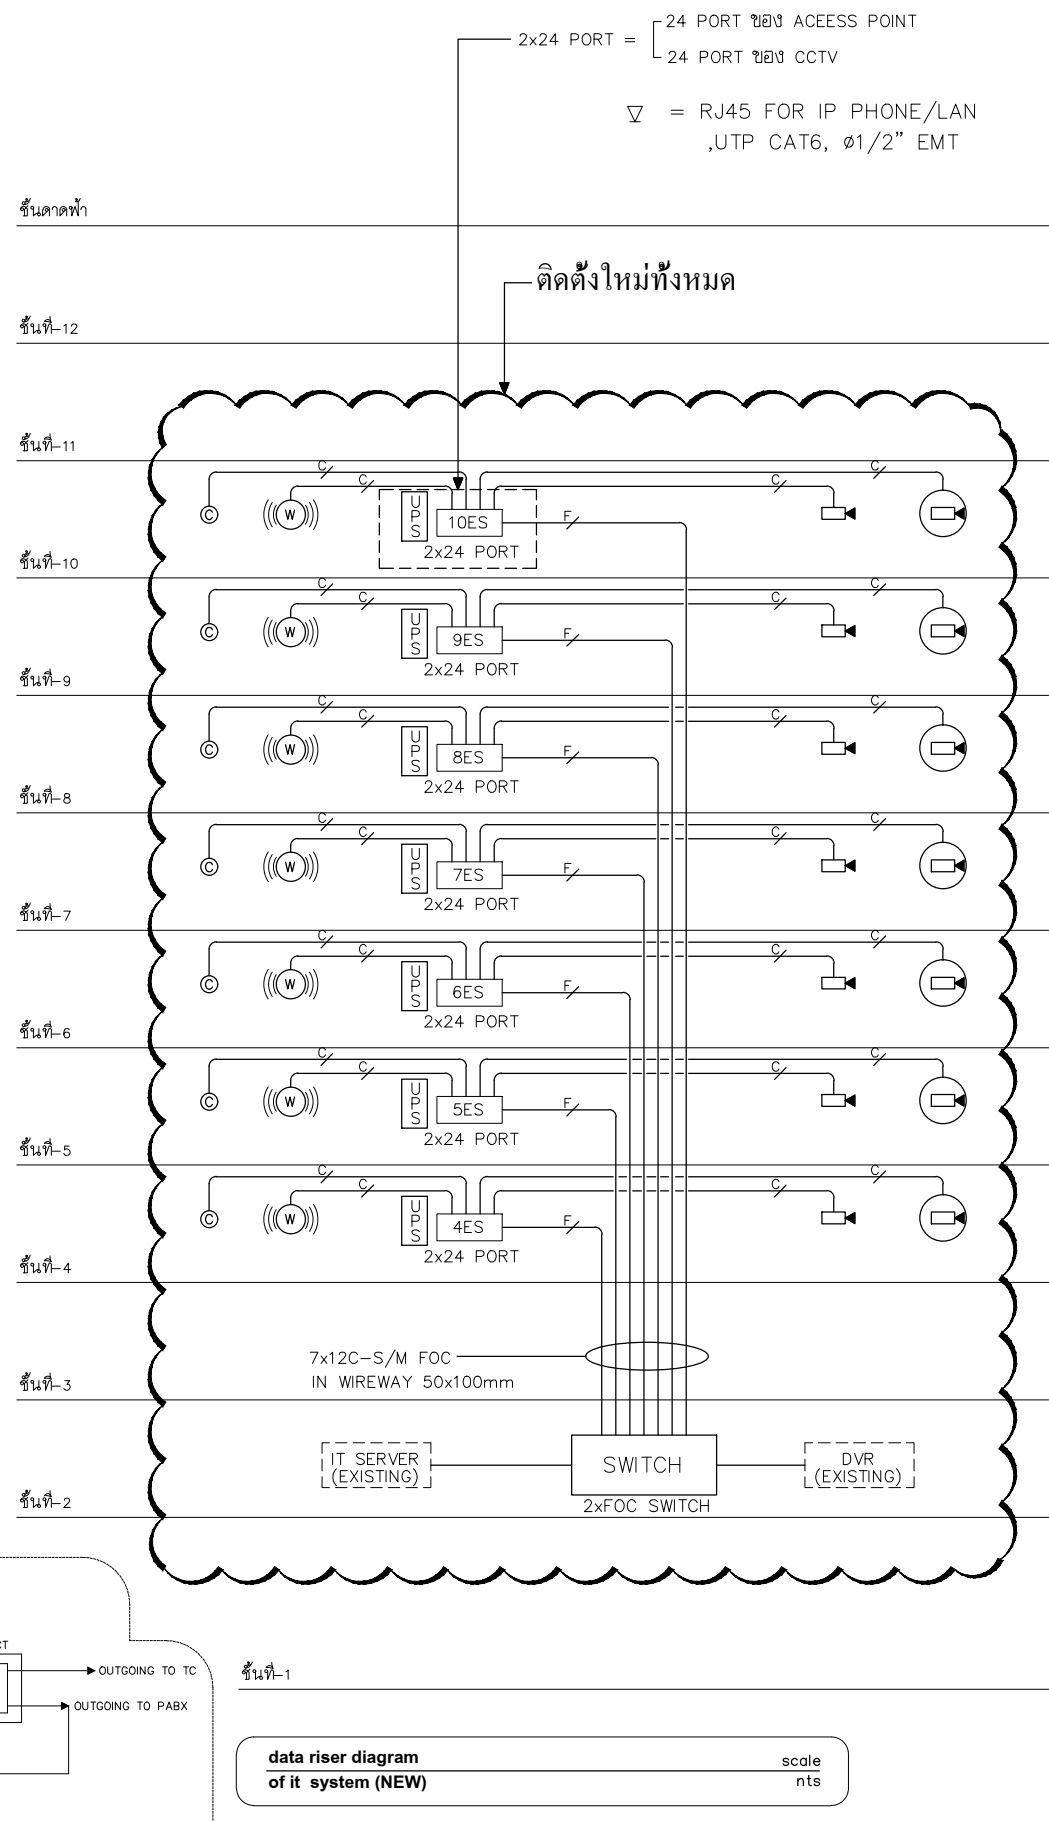 2x24 PORT =
24 PORT ของ ACEESS POINT
24 PORT ของ CCTV
= RJ45 FOR IP PHONE/LAN
,UTP CAT6, Ø1/2” EMT
ชั้นดาดฟ้า
ติดตั้งใหม่ทั้งหมด
ชั้นที่-12
ชั้นที่-11
C C C C
C W UPS 10ES F
2x24 PORT
ชั้นที่-10
C C C C
C W UPS 9ES F
2x24 PORT
ชั้นที่-9
C C C C
C W UPS 8ES F
2x24 PORT
ชั้นที่-8
C C C C
C W UPS 7ES F
2x24 PORT
ชั้นที่-7
C C C C
C W UPS 6ES F
2x24 PORT
ชั้นที่-6
C C C C
C W UPS 5ES F
2x24 PORT
ชั้นที่-5
C C C C
C W UPS 4ES F
2x24 PORT
ชั้นที่-4
7x12C-S/M FOC
IN WIREWAY 50x100mm
ชั้นที่-3
IT SERVER
(EXISTING)
SWITCH
DVR
(EXISTING)
2xFOC SWITCH
ชั้นที่-2
OUTGOING TO TC
OUTGOING TO PABX
ชั้นที่-1
data riser diagram
of it system (NEW)
scale
nts